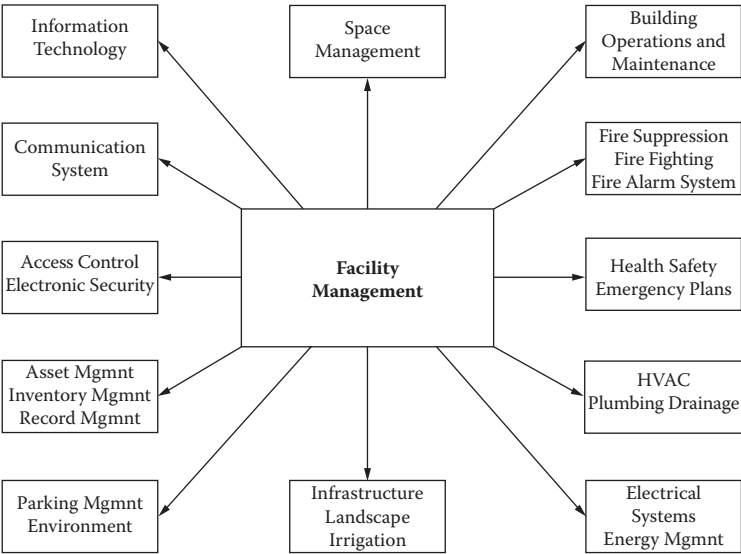 Information
Technology
Space
Management
Building
Operations and
Maintenance
Communication
System
Fire Suppression
Fire Fighting
Fire Alarm System
Access Control
Electronic Security
Facility
Management
Health Safety
Emergency Plans
Asset Mgmnt
Inventory Mgmnt
Record Mgmnt
HVAC
Plumbing Drainage
Parking Mgmnt
Environment
Infrastructure
Landscape
Irrigation
Electrical
Systems
Energy Mgmnt